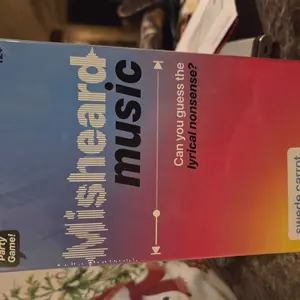 Misheard
music
Can you guess the
lyrical nonsense?
Party
Game!
swede carrot